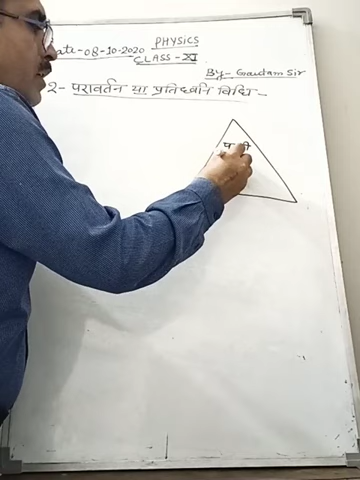 PHYSICS
Date-08-10-2020
CLASS-XI
By-Gautam Sir
2- परावर्तन या प्रतिध्वनि विधि-